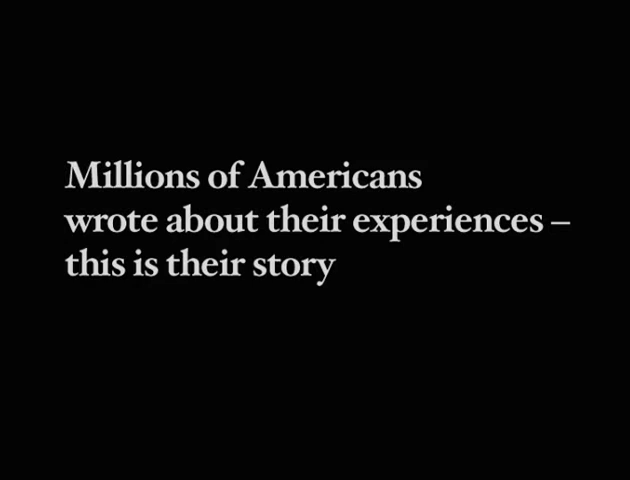 Millions of Americans
wrote about their experiences –
this is their story